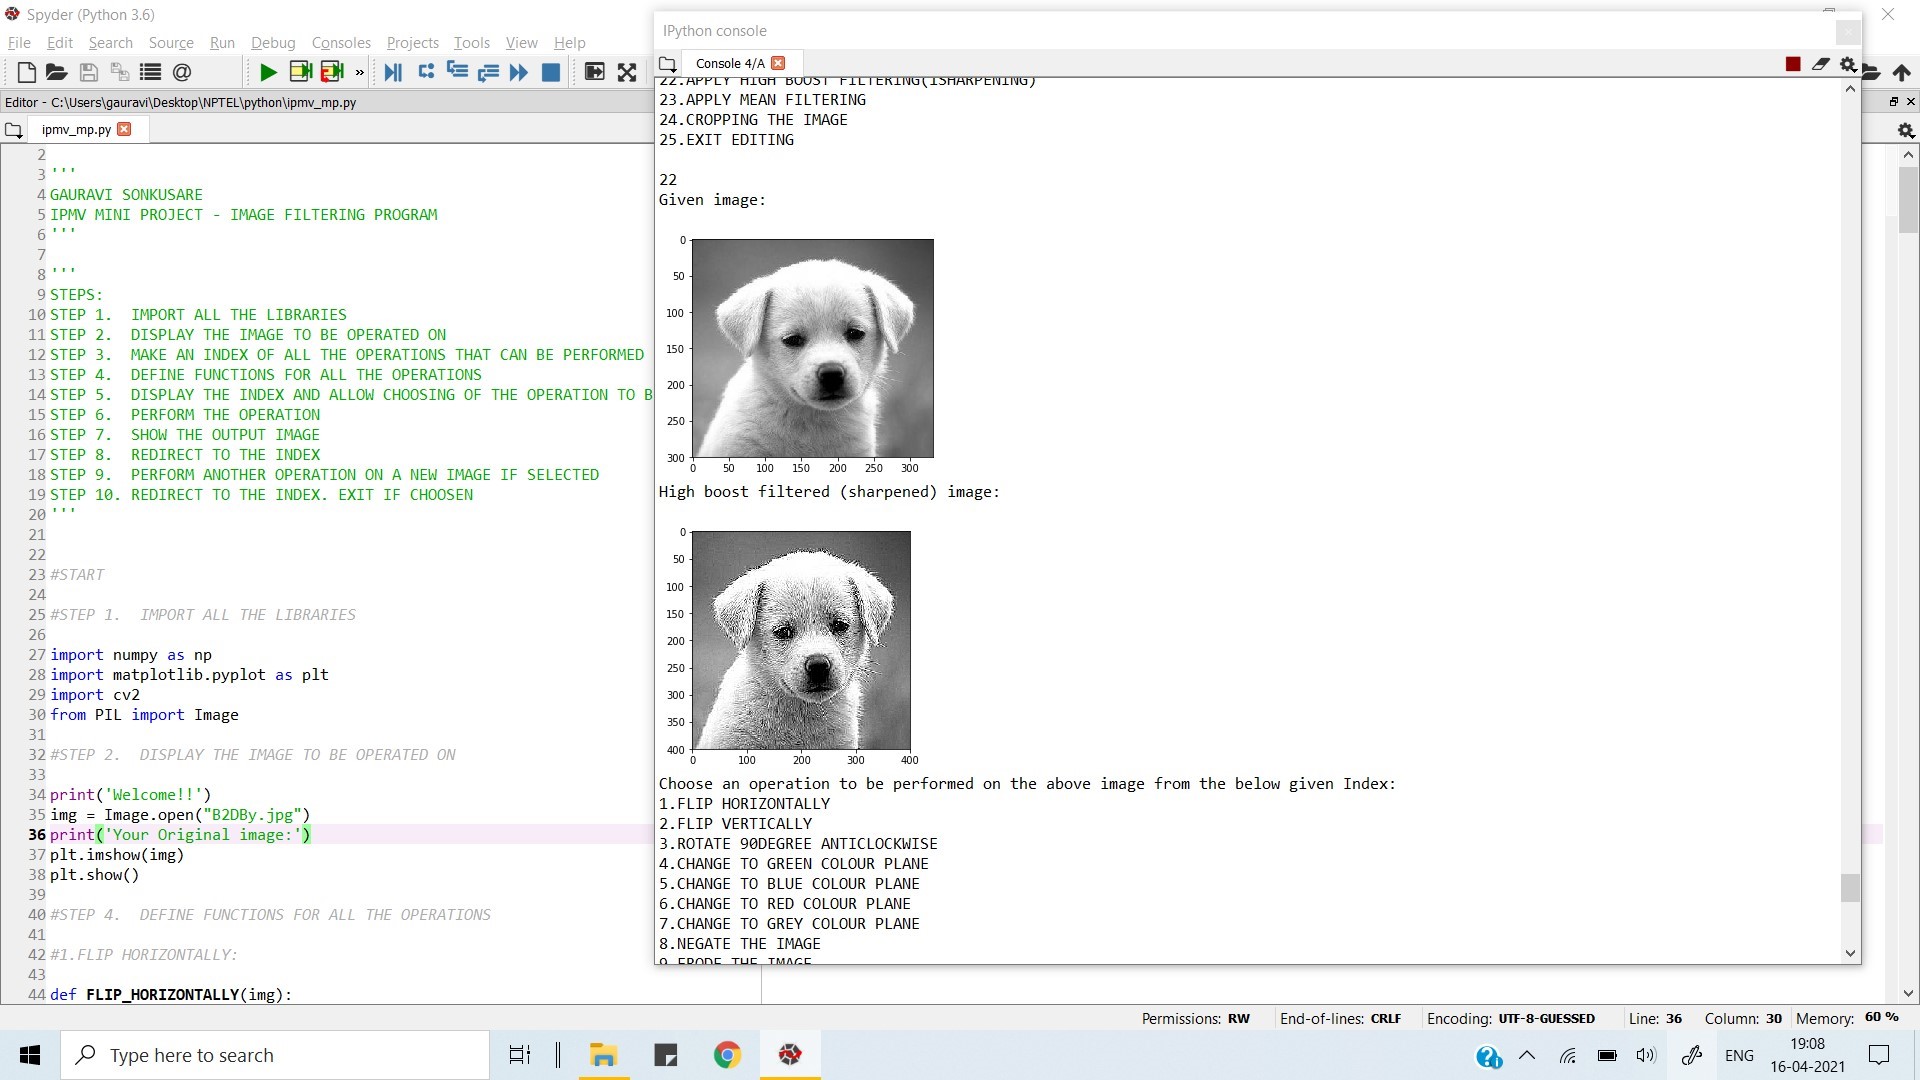 Spyder (Python 3.6)
File Edit Search Source Run Debug Consoles Projects Tools View Help
Editor - C:\Users\gauravi\Desktop\NPTEL\python\ipmv_mp.py
ipmv_mp.py
2
3 '''
4 GAURAVI SONKUSARE
5 IPMV MINI PROJECT - IMAGE FILTERING PROGRAM
6 '''
7
8 '''
9 STEPS:
10 STEP 1.  IMPORT ALL THE LIBRARIES
11 STEP 2.  DISPLAY THE IMAGE TO BE OPERATED ON
12 STEP 3.  MAKE AN INDEX OF ALL THE OPERATIONS THAT CAN BE PERFORMED
13 STEP 4.  DEFINE FUNCTIONS FOR ALL THE OPERATIONS
14 STEP 5.  DISPLAY THE INDEX AND ALLOW CHOOSING OF THE OPERATION TO B
15 STEP 6.  PERFORM THE OPERATION
16 STEP 7.  SHOW THE OUTPUT IMAGE
17 STEP 8.  REDIRECT TO THE INDEX
18 STEP 9.  PERFORM ANOTHER OPERATION ON A NEW IMAGE IF SELECTED
19 STEP 10. REDIRECT TO THE INDEX. EXIT IF CHOOSEN
20 '''
21
22
23 #START
24
25 #STEP 1.  IMPORT ALL THE LIBRARIES
26
27 import numpy as np
28 import matplotlib.pyplot as plt
29 import cv2
30 from PIL import Image
31
32 #STEP 2.  DISPLAY THE IMAGE TO BE OPERATED ON
33
34 print('Welcome!!')
35 img = Image.open("B2DBy.jpg")
36 print('Your Original image:')
37 plt.imshow(img)
38 plt.show()
39
40 #STEP 4.  DEFINE FUNCTIONS FOR ALL THE OPERATIONS
41
42 #1.FLIP HORIZONTALLY:
43
44 def FLIP_HORIZONTALLY(img):
IPython console
Console 4/A
22.APPLY HIGH BOOST FILTERING(ISHARPENING)
23.APPLY MEAN FILTERING
24.CROPPING THE IMAGE
25.EXIT EDITING
22
Given image:
0
50
100
150
200
250
300
0 50 100 150 200 250 300
High boost filtered (sharpened) image:
0
50
100
150
200
250
300
350
400
0 100 200 300 400
Choose an operation to be performed on the above image from the below given Index:
1.FLIP HORIZONTALLY
2.FLIP VERTICALLY
3.ROTATE 90DEGREE ANTICLOCKWISE
4.CHANGE TO GREEN COLOUR PLANE
5.CHANGE TO BLUE COLOUR PLANE
6.CHANGE TO RED COLOUR PLANE
7.CHANGE TO GREY COLOUR PLANE
8.NEGATE THE IMAGE
9.ERODE THE IMAGE
Permissions: RW End-of-lines: CRLF Encoding: UTF-8-GUESSED Line: 36 Column: 30 Memory: 60 %
Type here to search
ENG
19:08
16-04-2021